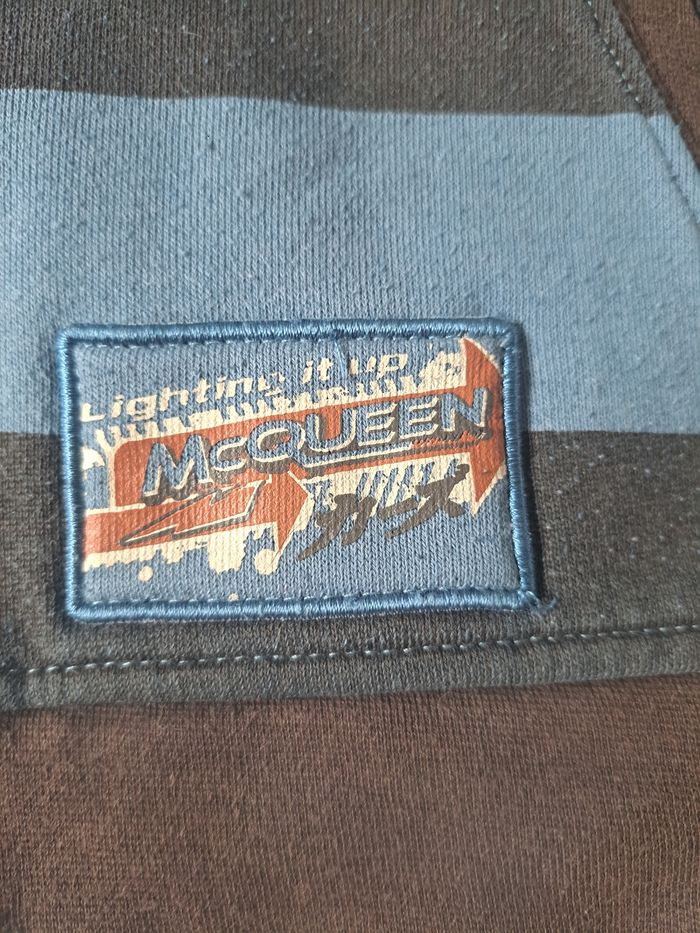 Lighting it up
McQUEEN
カーズ